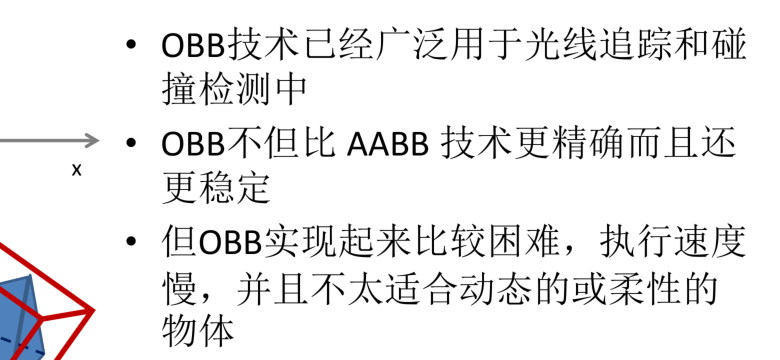 • OBB技术已经广泛用于光线追踪和碰
撞检测中
• OBB不但比 AABB 技术更精确而且还
更稳定
x
• 但OBB实现起来比较困难，执行速度
慢，并且不太适合动态的或柔性的
物体